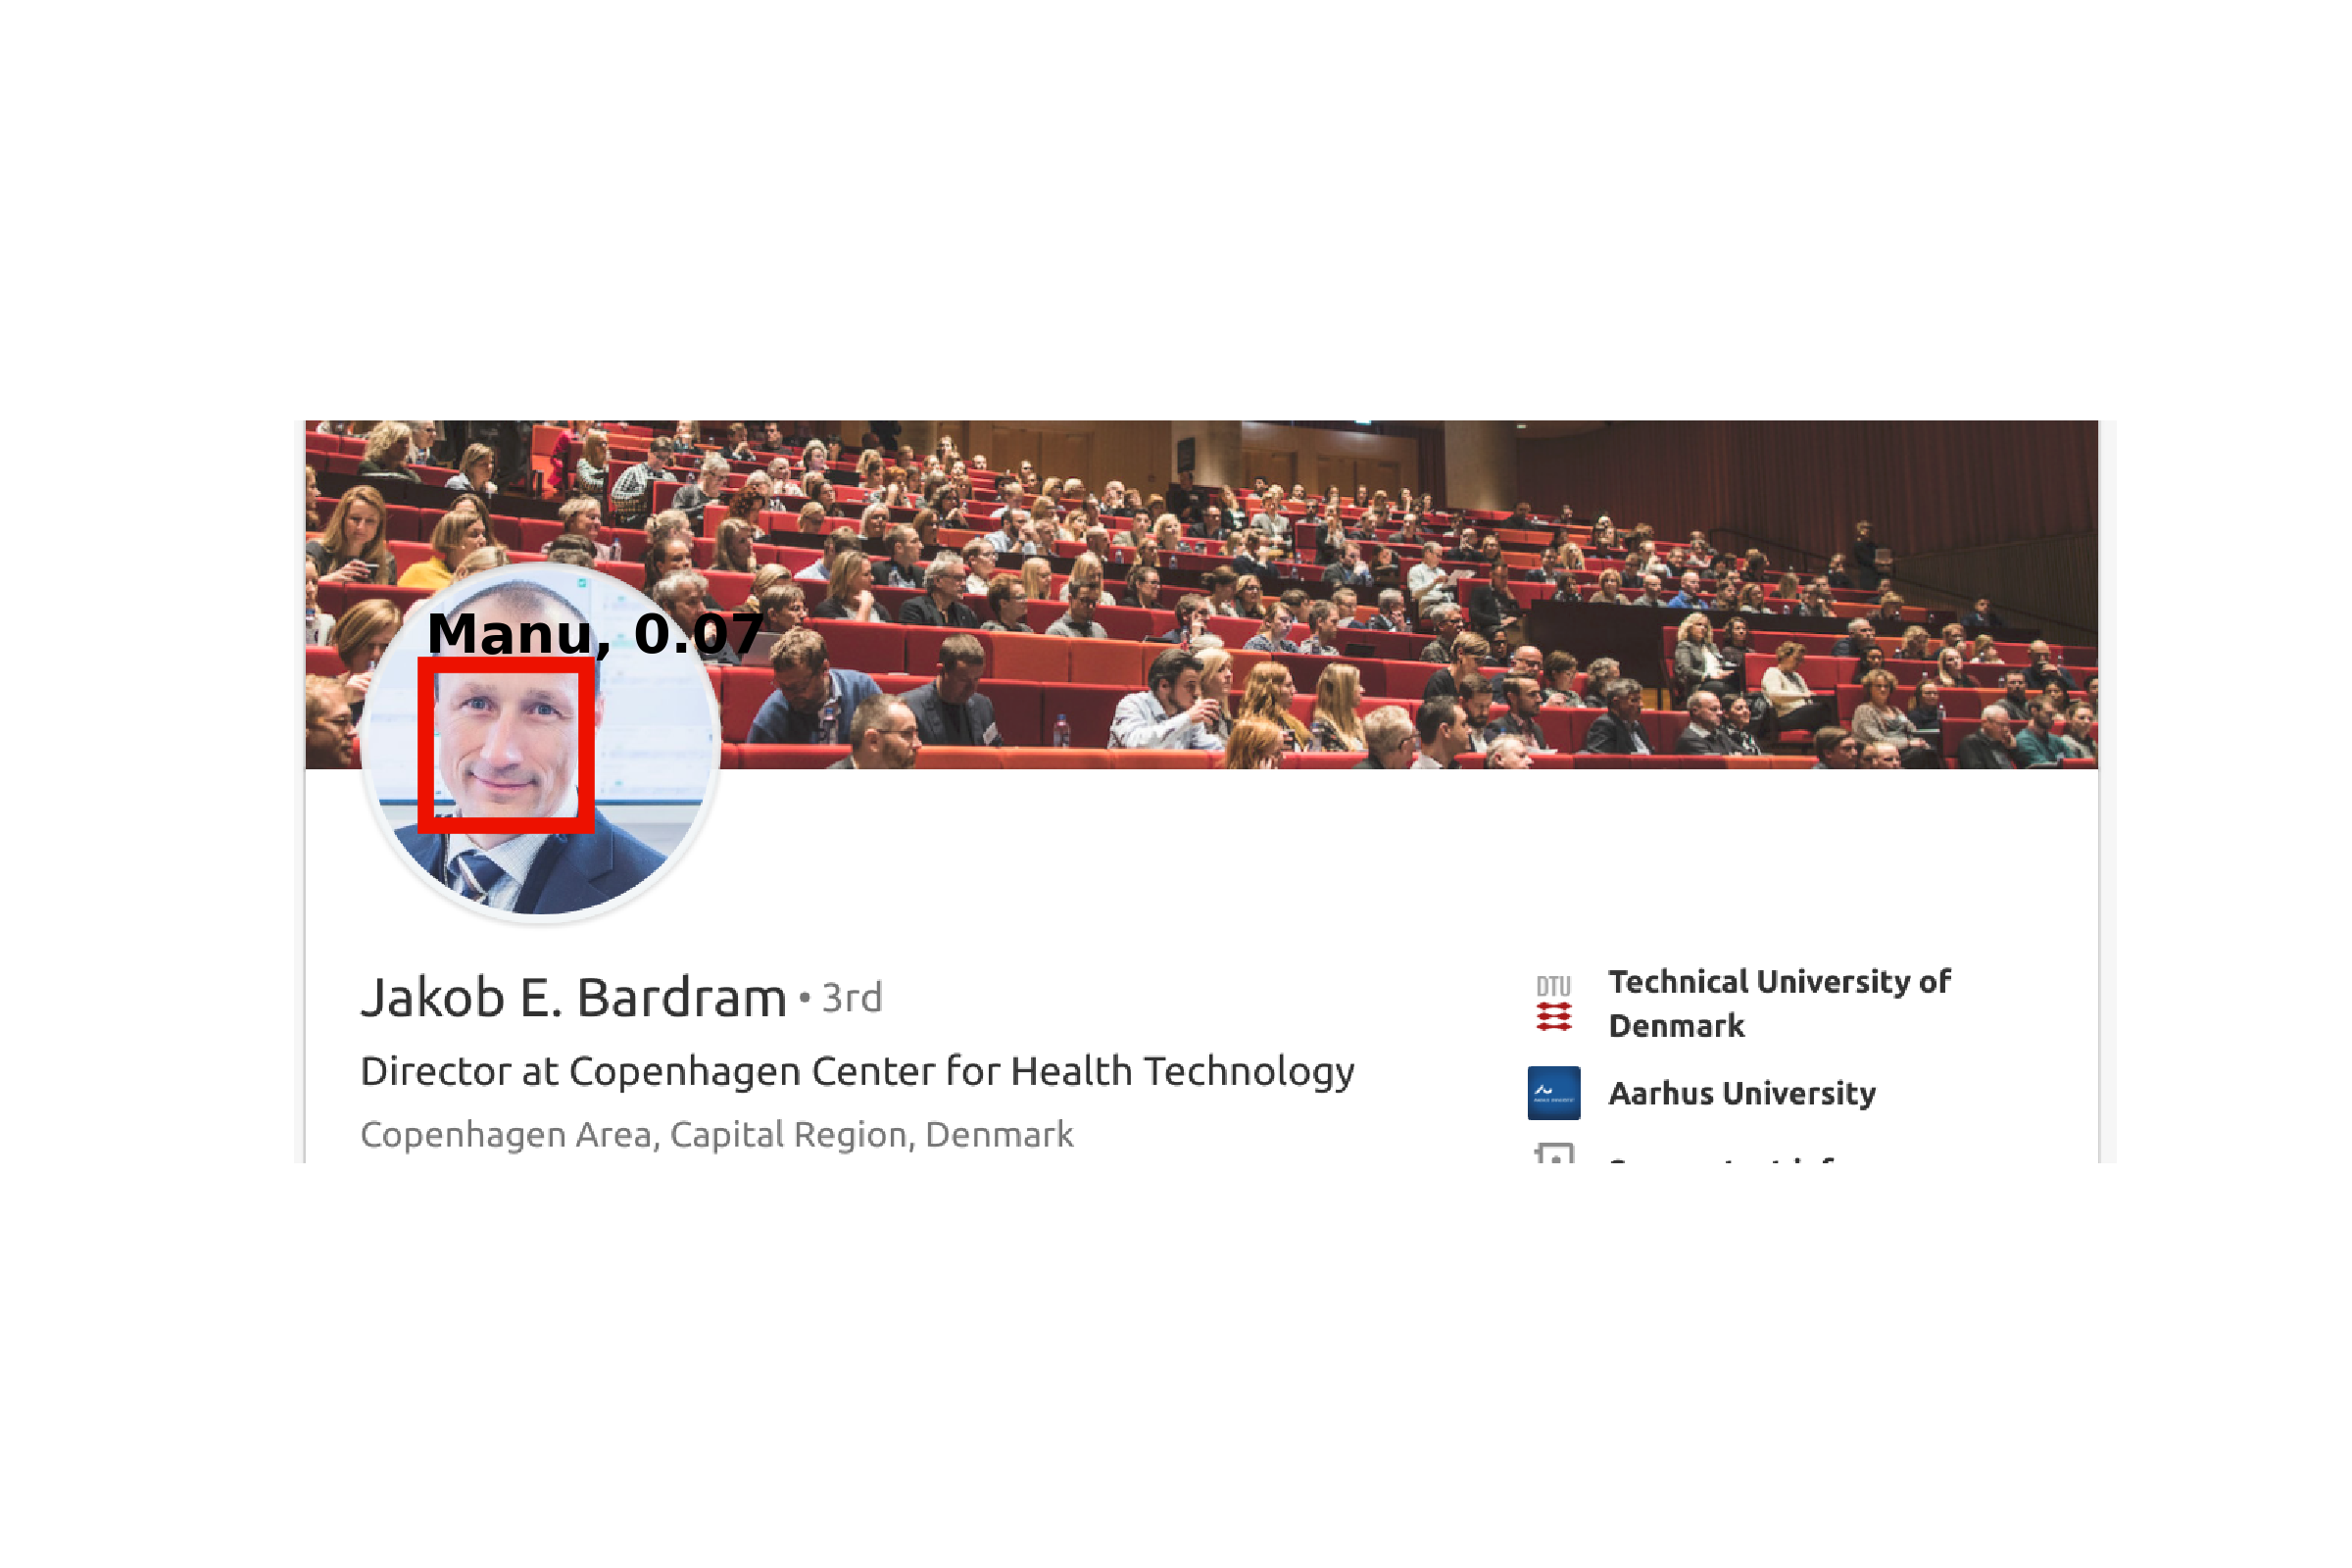 Manu, 0.07
Jakob E. Bardram • 3rd
Director at Copenhagen Center for Health Technology
Copenhagen Area, Capital Region, Denmark
DTU
Technical University of
Denmark
Aarhus University